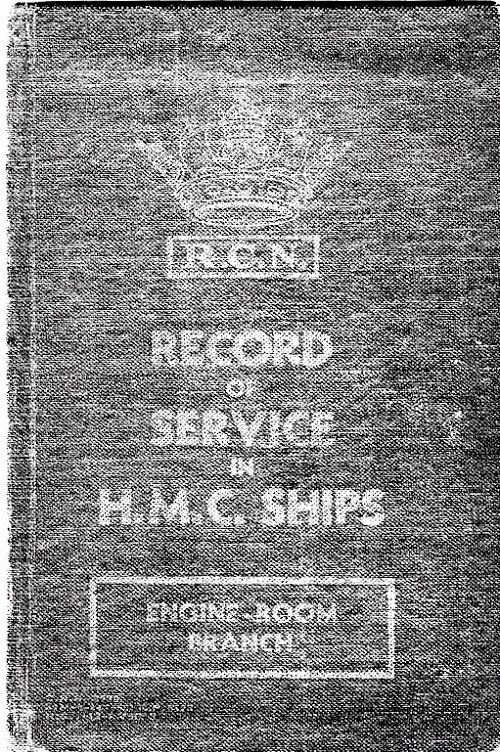 R.C.N.
RECORD
OF
SERVICE
IN
H.M.C. SHIPS
ENGINE-ROOM
BRANCH